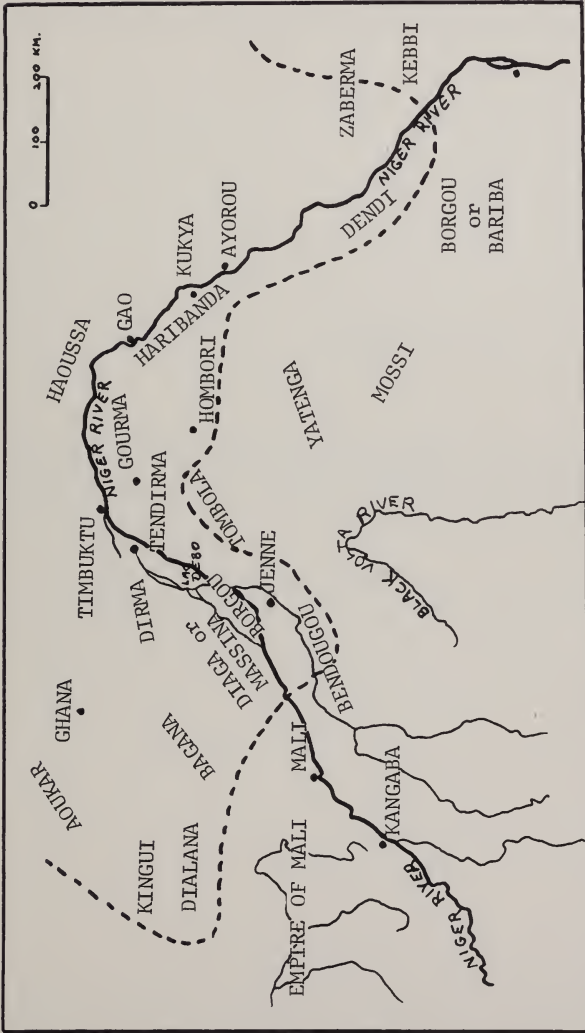 0 100 200 KM.
HAOUSSA
TIMBUKTU
GHANA
AOUKAR
NIGER RIVER
GOURMA
GAO
KUKYA
AYOROU
HARIBANDA
ZABERMA
KEBBI
NIGER RIVER
DENDI
DIRMA
TENDIRMA
LAC
DEBO
HOMBORI
TOMBOLA
BAGANA
DIAGA or
MASSINA
BORGOU
JENNE
KINGUI
DIALANA
YATENGA
MOSSI
BORGOU
or
BARIBA
BENDOUGOU
MALI
EMPIRE OF MALI
KANGABA
BLACK VOLTA RIVER
NIGER RIVER